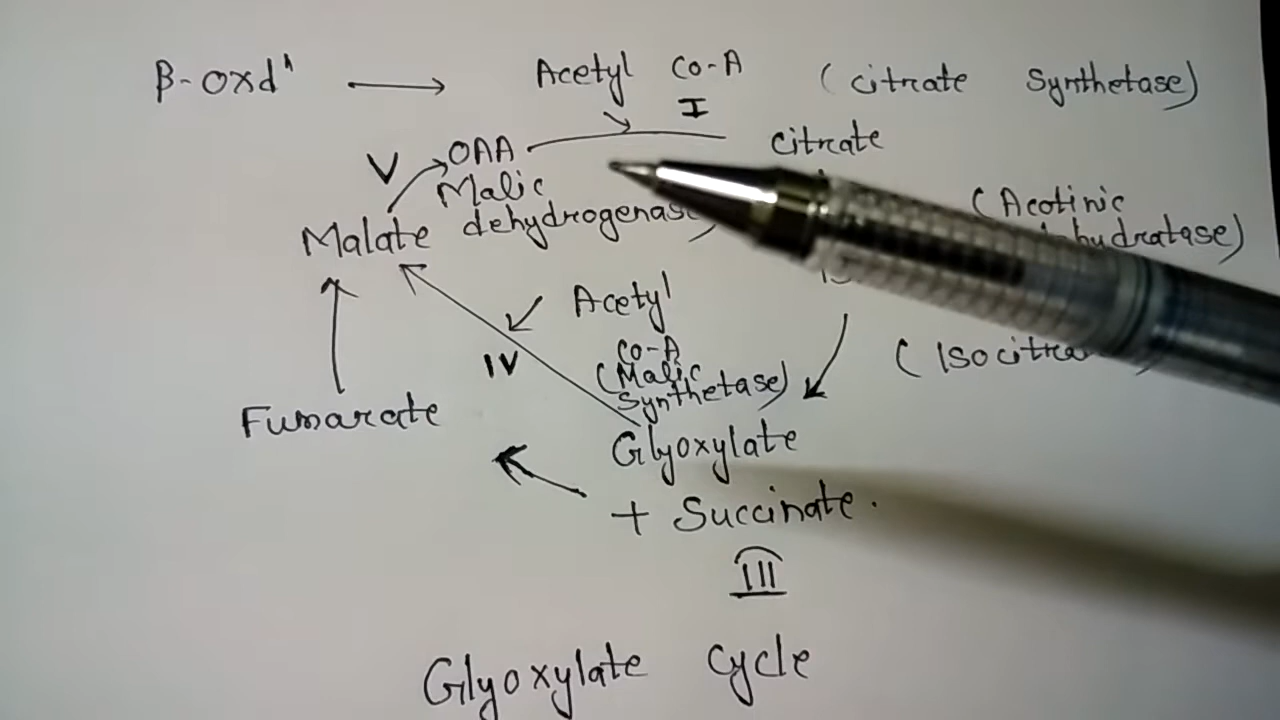 β-oxdⁿ → Acetyl Co-A (Citrate Synthetase)
I
V OAA Citrate
Malic dehydrogenase)
(Acotinic
Malate
Acetyl
Co-A
IV
(Malic
Synthetase)
Fumarate
Glyoxylate
+ Succinate.
III
Glyoxylate Cycle